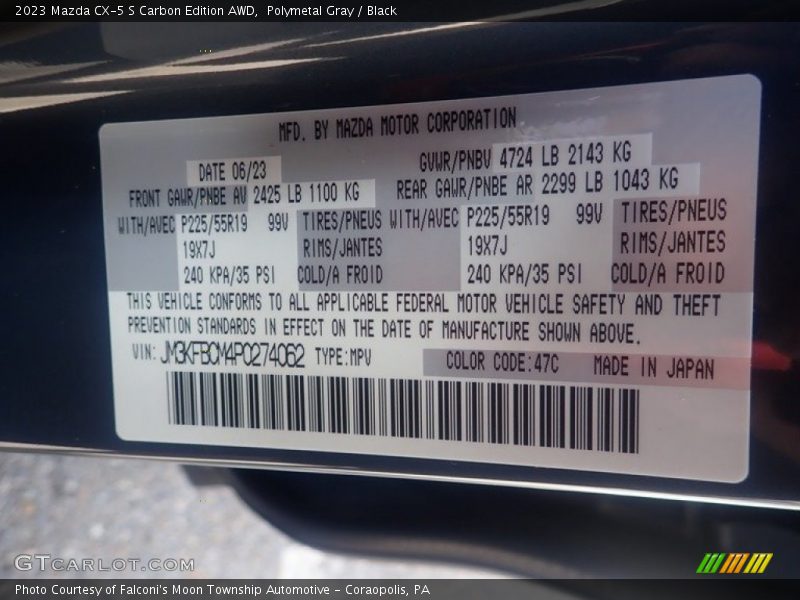 2023 Mazda CX-5 S Carbon Edition AWD, Polymetal Gray / Black
MFD. BY MAZDA MOTOR CORPORATION
DATE 06/23 GVWR/PNBV 4724 LB 2143 KG
FRONT GAWR/PNBE AV 2425 LB 1100 KG REAR GAWR/PNBE AR 2299 LB 1043 KG
WITH/AVEC P225/55R19 99V TIRES/PNEUS WITH/AVEC P225/55R19 99V TIRES/PNEUS
19X7J RIMS/JANTES 19X7J RIMS/JANTES
240 KPA/35 PSI COLD/A FROID 240 KPA/35 PSI COLD/A FROID
THIS VEHICLE CONFORMS TO ALL APPLICABLE FEDERAL MOTOR VEHICLE SAFETY AND THEFT
PREVENTION STANDARDS IN EFFECT ON THE DATE OF MANUFACTURE SHOWN ABOVE.
VIN: JM3KFBCM4P0274062 TYPE:MPV COLOR CODE:47C MADE IN JAPAN
GTCARLOT.COM
Photo Courtesy of Falconi's Moon Township Automotive - Coraopolis, PA